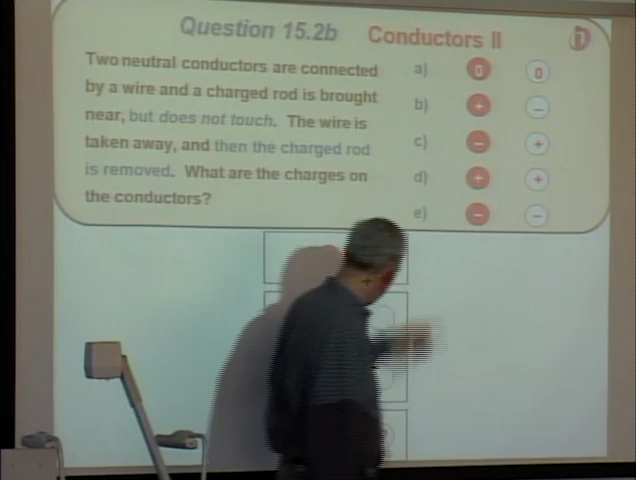 Question 15.2b Conductors II
Two neutral conductors are connected
by a wire and a charged rod is brought
near, but does not touch. The wire is
taken away, and then the charged rod
is removed. What are the charges on
the conductors?
a) 0 0
b) + −
c) − +
d) + +
e) − −